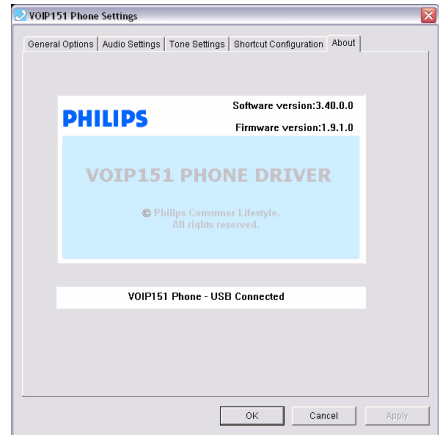 VOIP151 Phone Settings
General Options Audio Settings Tone Settings Shortcut Configuration About
Software version:3.40.0.0
PHILIPS
Firmware version:1.9.1.0
VOIP151 PHONE DRIVER
© Philips Consumer Lifestyle.
All rights reserved.
VOIP151 Phone - USB Connected
OK Cancel Apply